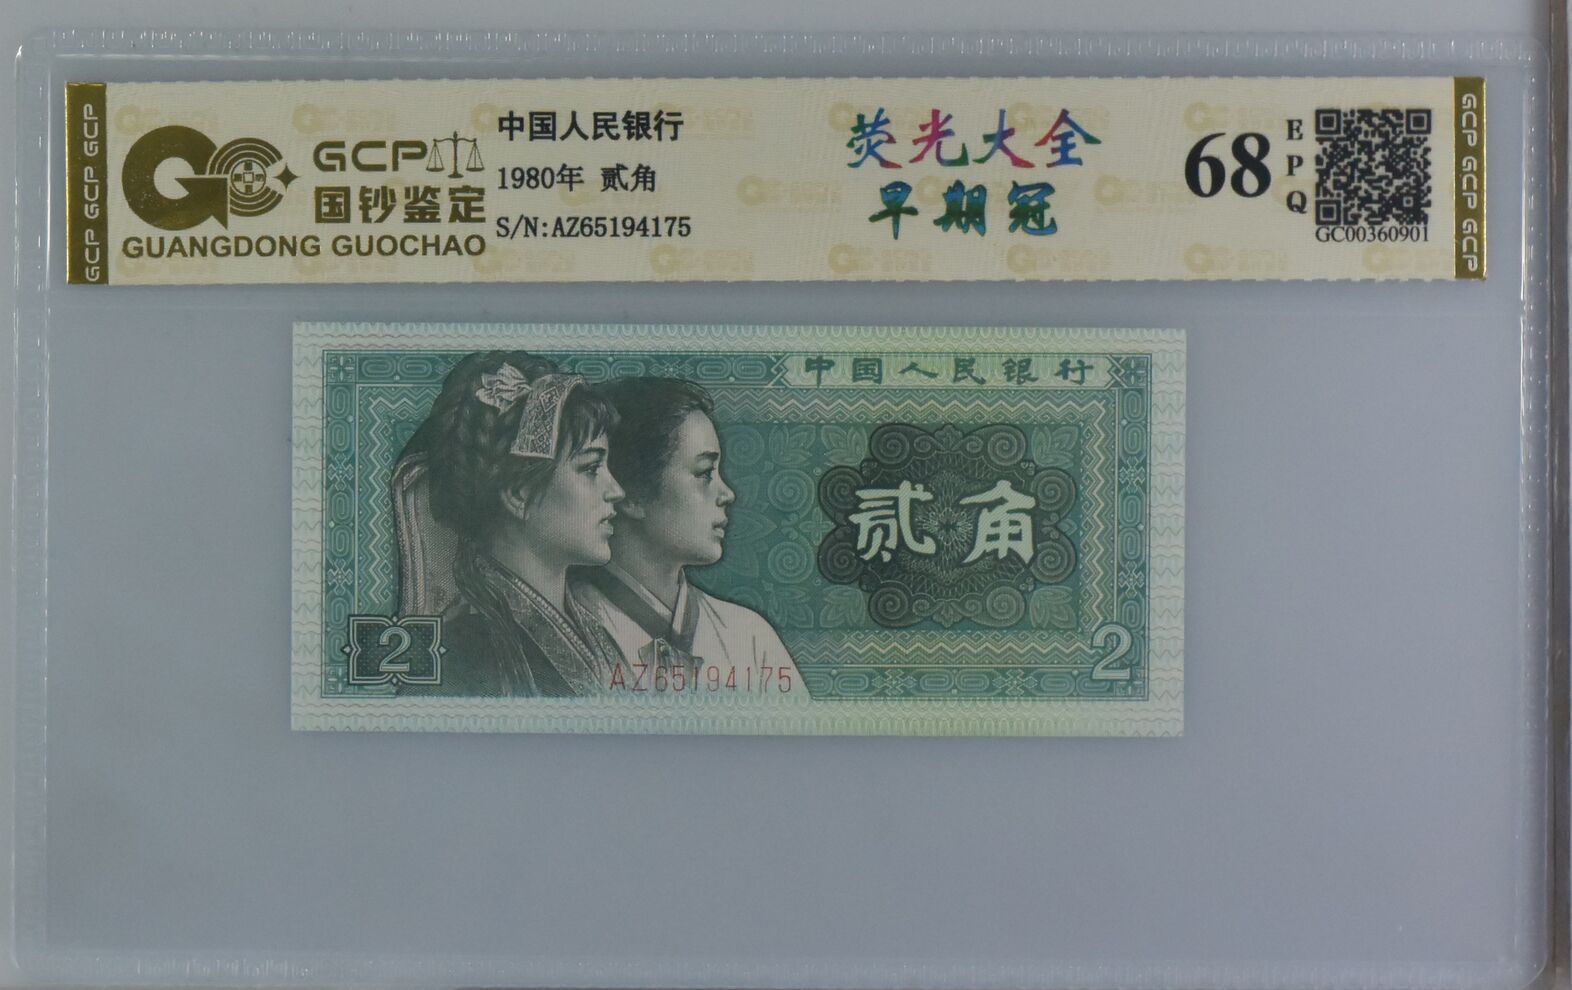 GCP GCP GCP
GCP
国钞鉴定
GUANGDONG GUOCHAO
中国人民银行
1980年 贰角
S/N:AZ65194175
荧光大全
早期冠
68
EPQ
GC00360901
GCP GCP GCP
中国人民银行
贰角
2
2
AZ65194175